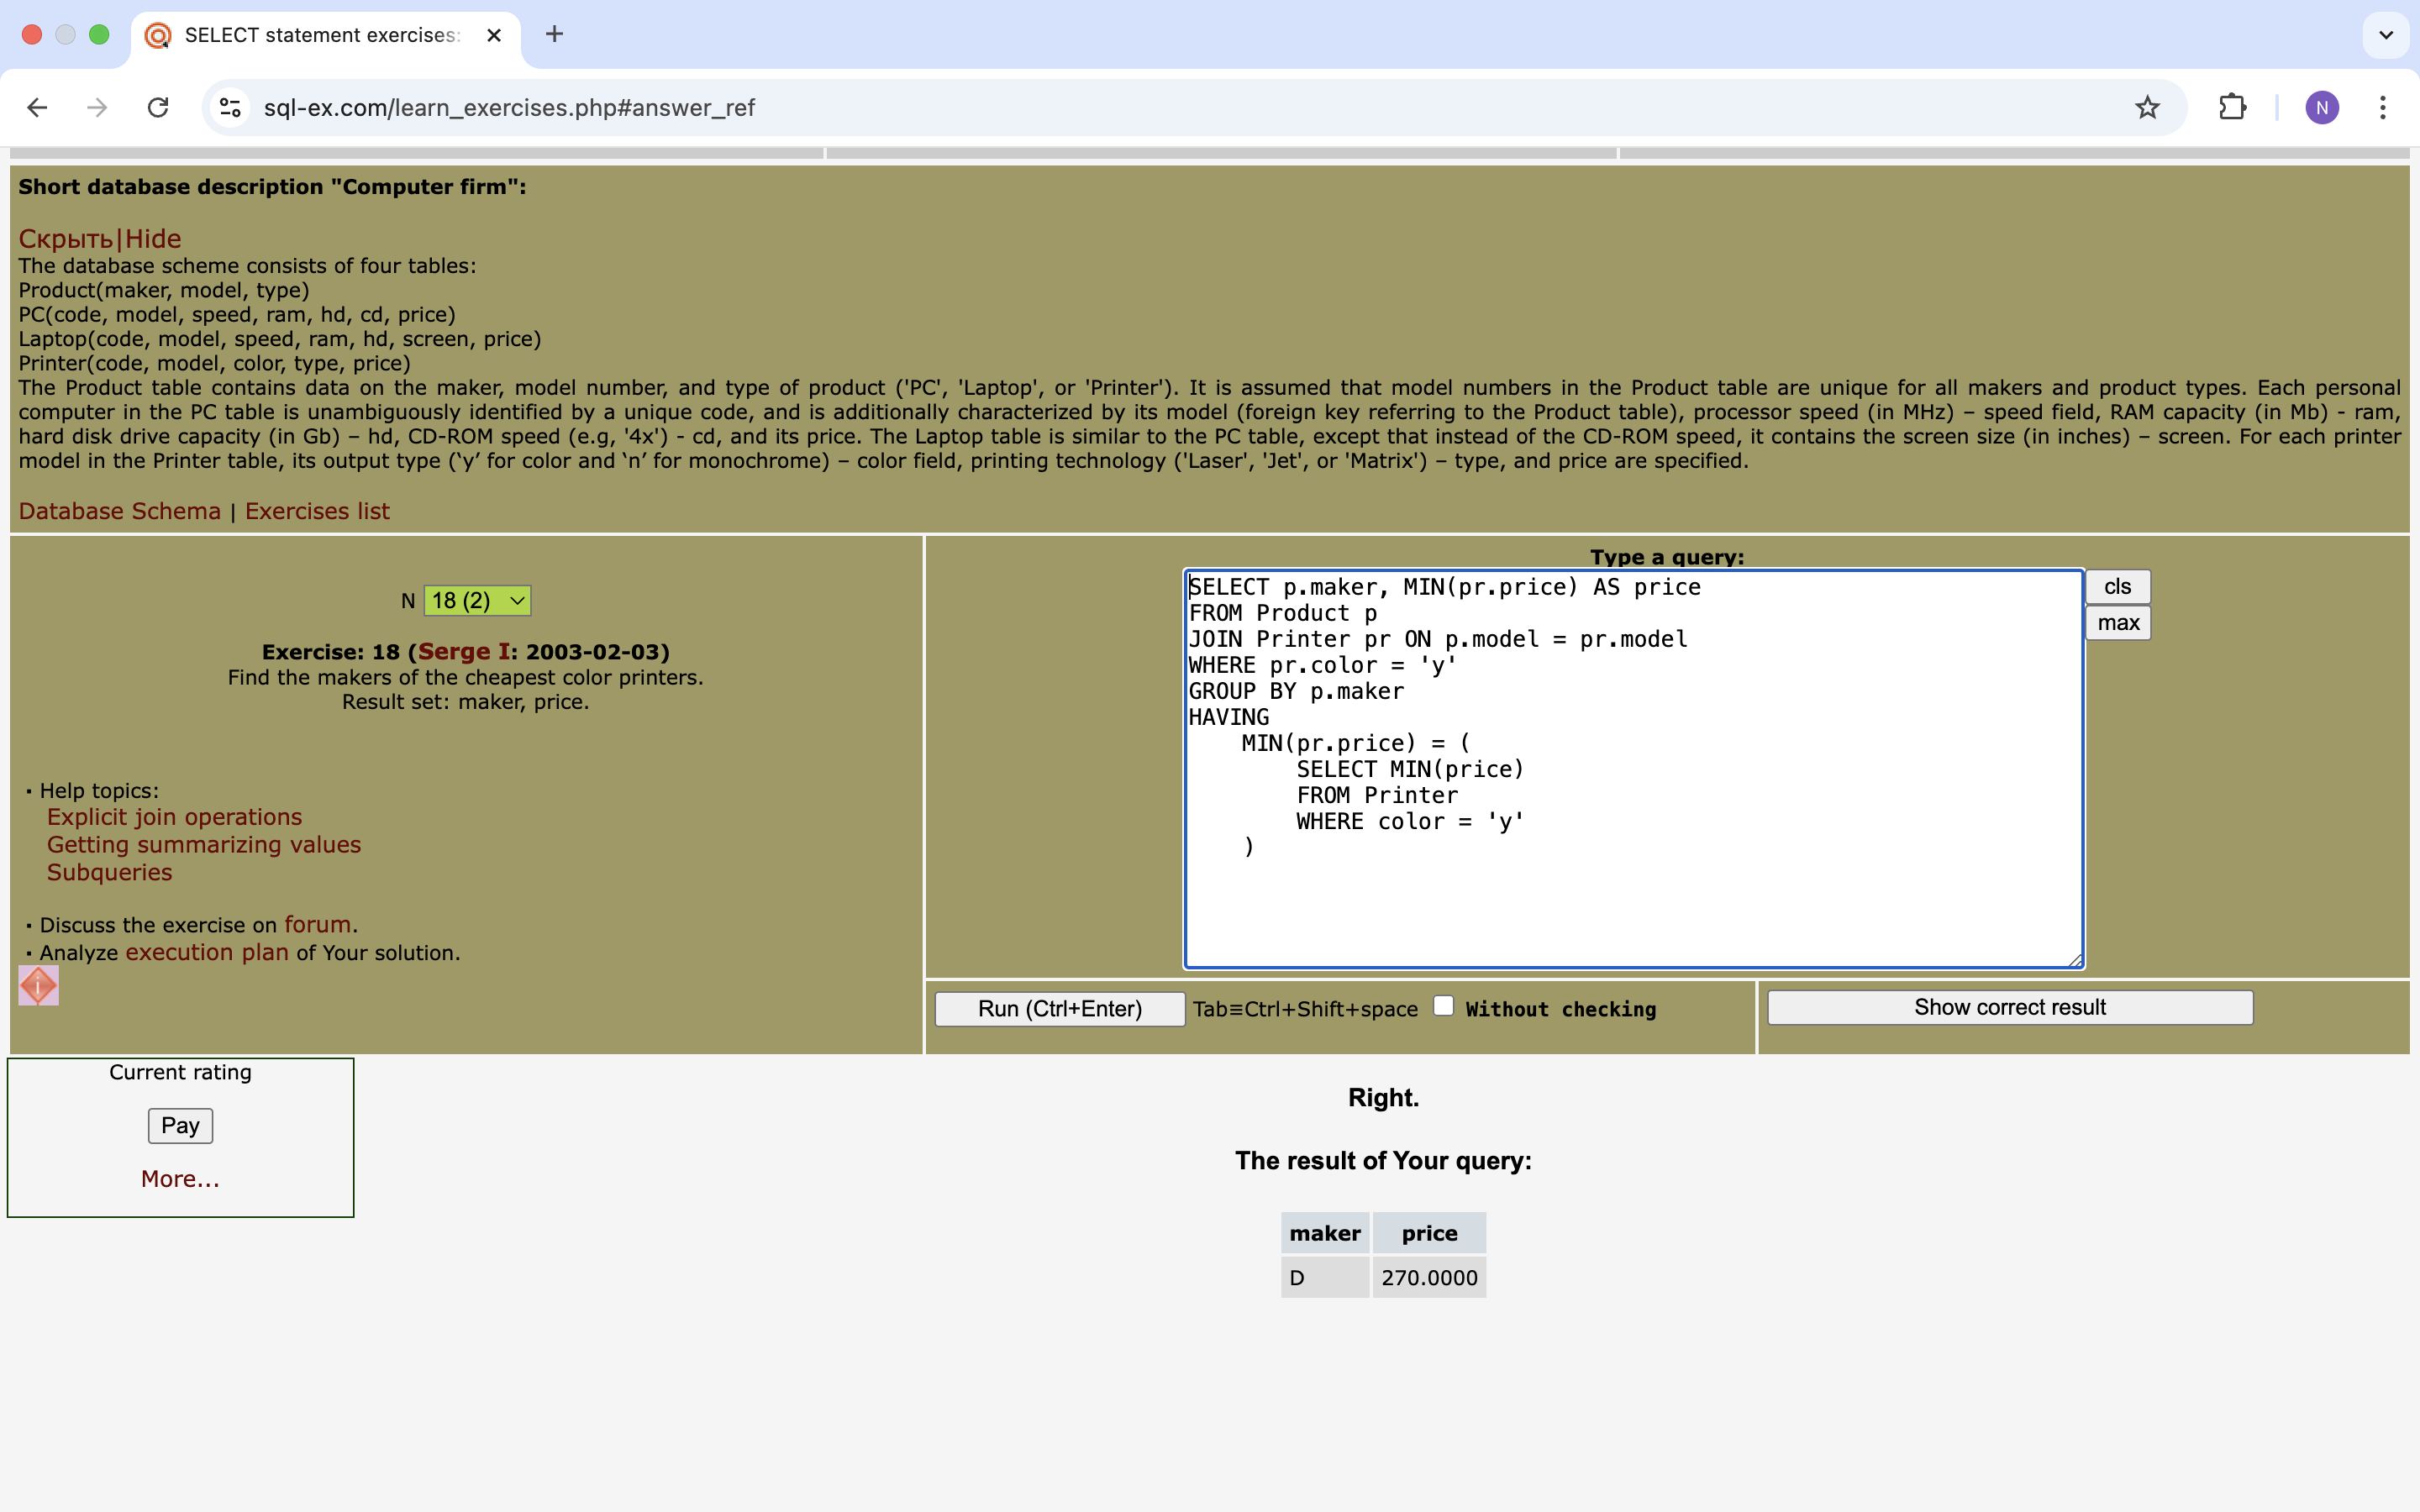 SELECT statement exercises:
sql-ex.com/learn_exercises.php#answer_ref
N
Short database description "Computer firm":
Скрыть|Hide
The database scheme consists of four tables:
Product(maker, model, type)
PC(code, model, speed, ram, hd, cd, price)
Laptop(code, model, speed, ram, hd, screen, price)
Printer(code, model, color, type, price)
The Product table contains data on the maker, model number, and type of product ('PC', 'Laptop', or 'Printer'). It is assumed that model numbers in the Product table are unique for all makers and product types. Each personal
computer in the PC table is unambiguously identified by a unique code, and is additionally characterized by its model (foreign key referring to the Product table), processor speed (in MHz) – speed field, RAM capacity (in Mb) - ram,
hard disk drive capacity (in Gb) – hd, CD-ROM speed (e.g, '4x') - cd, and its price. The Laptop table is similar to the PC table, except that instead of the CD-ROM speed, it contains the screen size (in inches) – screen. For each printer
model in the Printer table, its output type (‘y’ for color and ‘n’ for monochrome) – color field, printing technology ('Laser', 'Jet', or 'Matrix') – type, and price are specified.
Database Schema | Exercises list
N 18 (2)
Exercise: 18 (Serge I: 2003-02-03)
Find the makers of the cheapest color printers.
Result set: maker, price.
· Help topics:
Explicit join operations
Getting summarizing values
Subqueries
· Discuss the exercise on forum.
· Analyze execution plan of Your solution.
Type a query:
SELECT p.maker, MIN(pr.price) AS price
FROM Product p
JOIN Printer pr ON p.model = pr.model
WHERE pr.color = 'y'
GROUP BY p.maker
HAVING
    MIN(pr.price) = (
        SELECT MIN(price)
        FROM Printer
        WHERE color = 'y'
    )
cls
max
Run (Ctrl+Enter) Tab≡Ctrl+Shift+space Without checking
Show correct result
Current rating
Pay
More...
Right.
The result of Your query:
maker price
D 270.0000